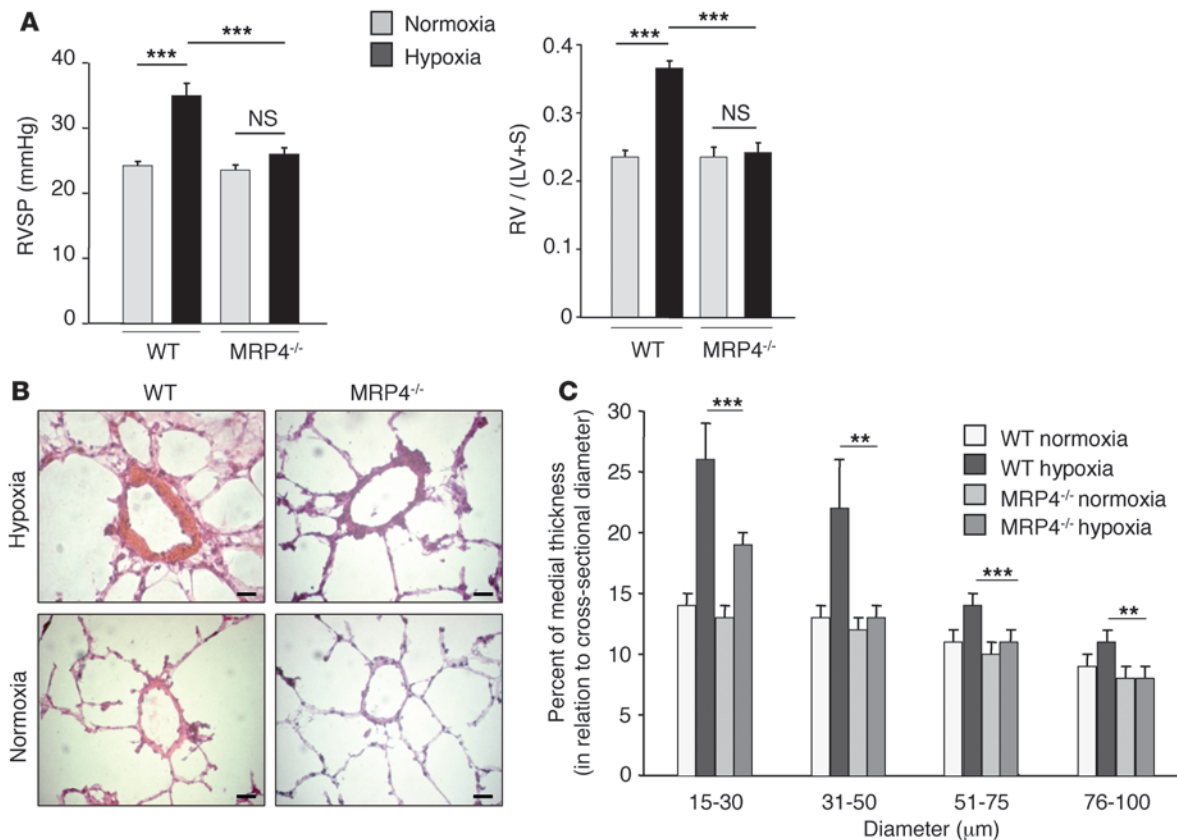 A
Normoxia
Hypoxia
***
***
NS
40
30
20
10
0
RVSP (mmHg)
WT
MRP4-/-
***
***
NS
0.4
0.3
0.2
0.1
0
RV / (LV+S)
WT
MRP4-/-
B
WT
MRP4-/-
Hypoxia
Normoxia
C
WT normoxia
WT hypoxia
MRP4-/- normoxia
MRP4-/- hypoxia
***
**
***
**
30
25
20
15
10
5
0
Percent of medial thickness
(in relation to cross-sectional diameter)
15-30
31-50
51-75
76-100
Diameter (μm)